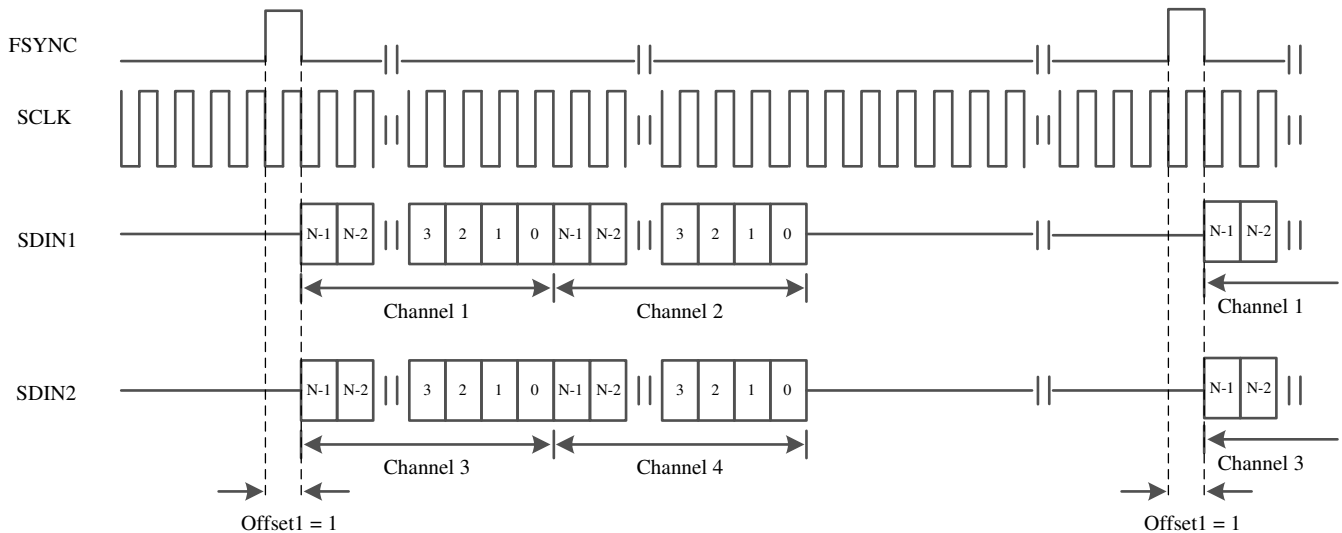 FSYNC
SCLK
SDIN1 N-1 N-2 3 2 1 0 N-1 N-2 3 2 1 0 N-1 N-2
Channel 1 Channel 2 Channel 1
SDIN2 N-1 N-2 3 2 1 0 N-1 N-2 3 2 1 0 N-1 N-2
Channel 3 Channel 4 Channel 3
Offset1 = 1 Offset1 = 1